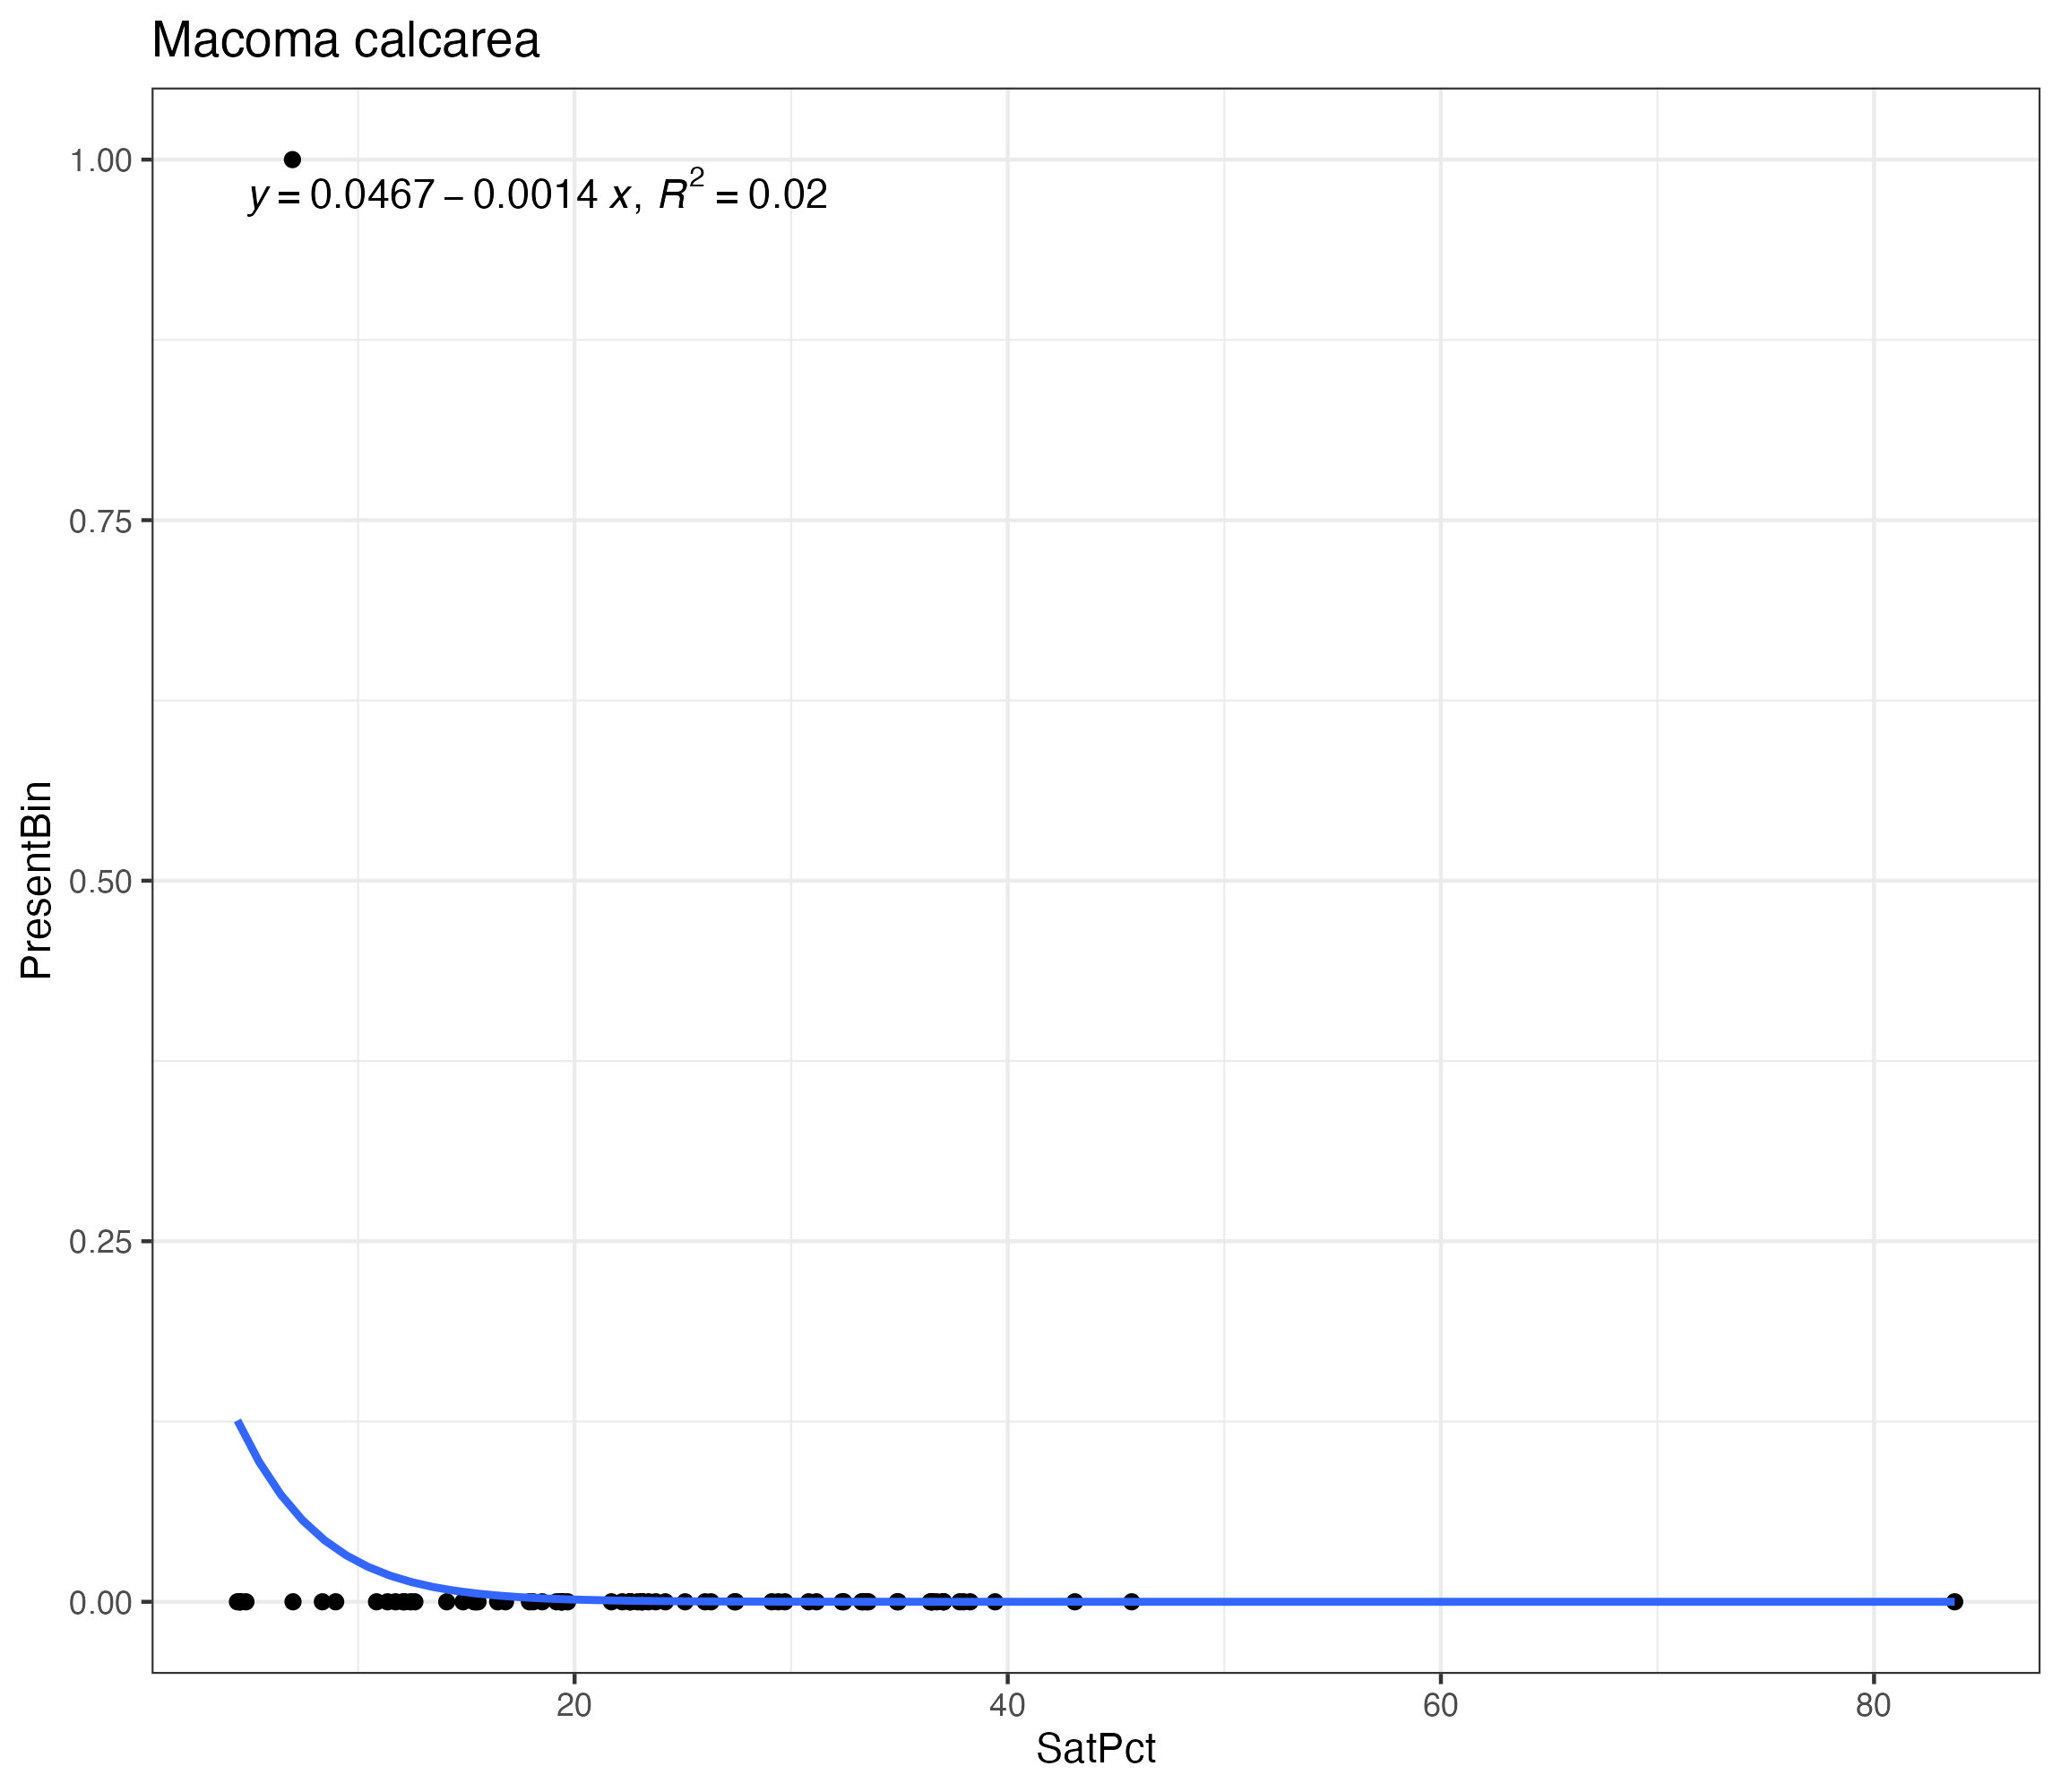 Macoma calcarea
1.00
y = 0.0467 − 0.0014 x, R² = 0.02
0.75
0.50
0.25
0.00
PresentBin
20 40 60 80
SatPct